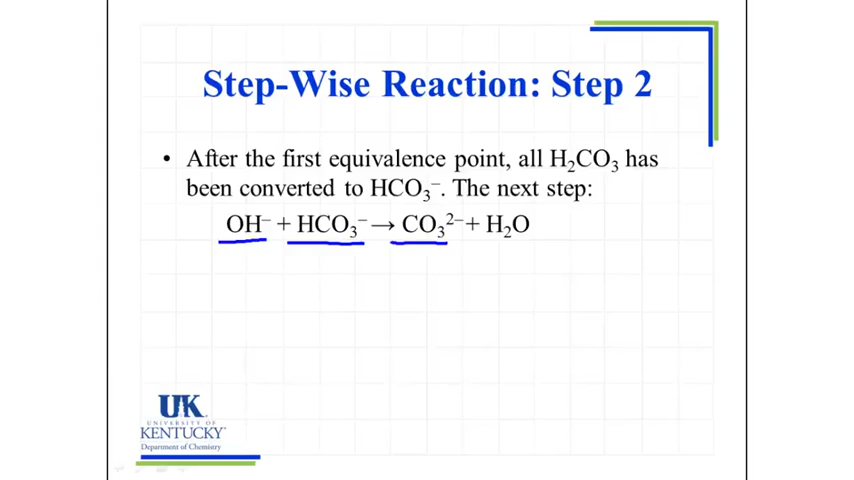 Step-Wise Reaction: Step 2
• After the first equivalence point, all H₂CO₃ has
been converted to HCO₃⁻. The next step:
OH⁻ + HCO₃⁻ → CO₃²⁻ + H₂O
UK
UNIVERSITY OF
KENTUCKY
Department of Chemistry